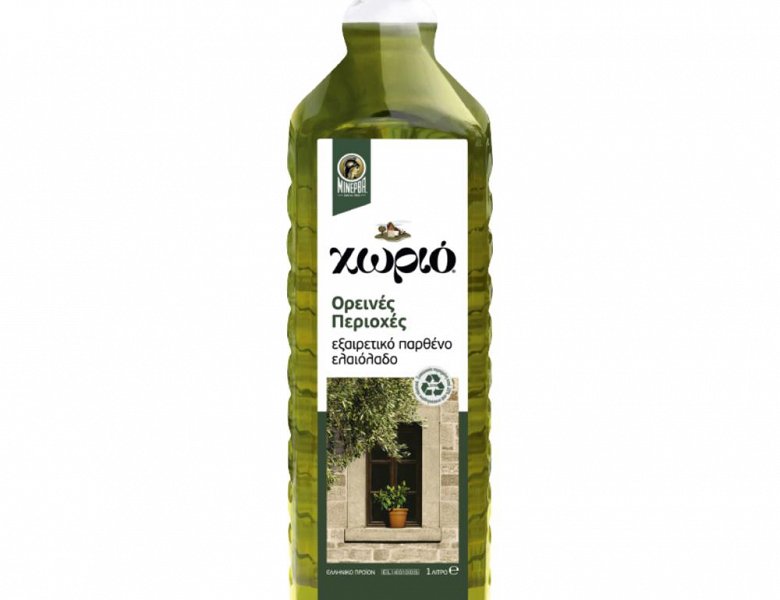 ΜΙΝΕΡΒΑ
χωριό
Ορεινές
Περιοχές
εξαιρετικό παρθένο
ελαιόλαδο
ΕΛΛΗΝΙΚΟ ΠΡΟΪΟΝ
1 ΛΙΤΡΟ e